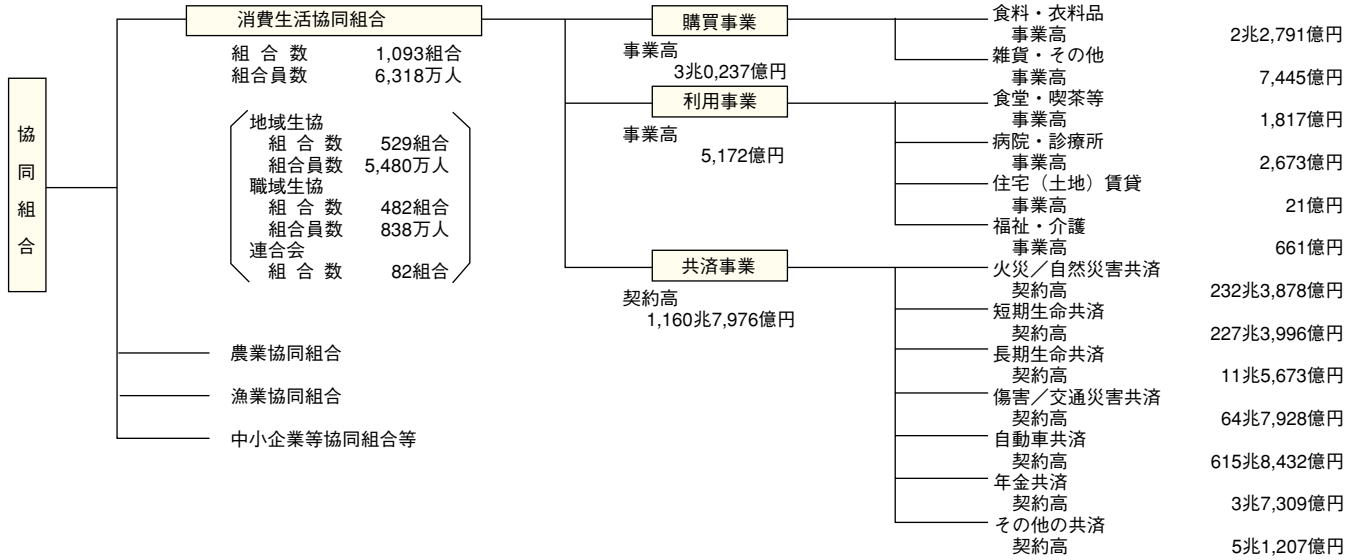 協同組合
消費生活協同組合
組合数 1,093組合
組合員数 6,318万人
地域生協
組合数 529組合
組合員数 5,480万人
職域生協
組合数 482組合
組合員数 838万人
連合会
組合数 82組合
農業協同組合
漁業協同組合
中小企業等協同組合等
購買事業
事業高
3兆0,237億円
利用事業
事業高
5,172億円
共済事業
契約高
1,160兆7,976億円
食料・衣料品
事業高 2兆2,791億円
雑貨・その他
事業高 7,445億円
食堂・喫茶等
事業高 1,817億円
病院・診療所
事業高 2,673億円
住宅（土地）賃貸
事業高 21億円
福祉・介護
事業高 661億円
火災／自然災害共済
契約高 232兆3,878億円
短期生命共済
契約高 227兆3,996億円
長期生命共済
契約高 11兆5,673億円
傷害／交通災害共済
契約高 64兆7,928億円
自動車共済
契約高 615兆8,432億円
年金共済
契約高 3兆7,309億円
その他の共済
契約高 5兆1,207億円